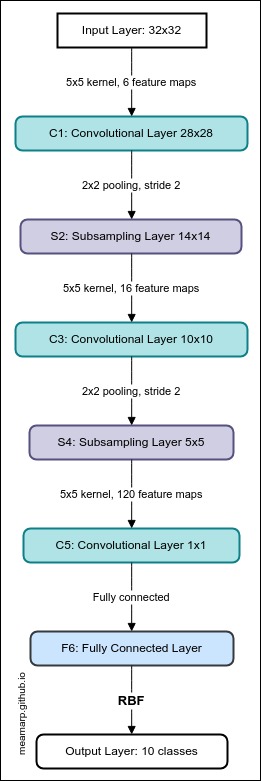 Input Layer: 32x32
5x5 kernel, 6 feature maps
C1: Convolutional Layer 28x28
2x2 pooling, stride 2
S2: Subsampling Layer 14x14
5x5 kernel, 16 feature maps
C3: Convolutional Layer 10x10
2x2 pooling, stride 2
S4: Subsampling Layer 5x5
5x5 kernel, 120 feature maps
C5: Convolutional Layer 1x1
Fully connected
F6: Fully Connected Layer
RBF
Output Layer: 10 classes
meamarp.github.io